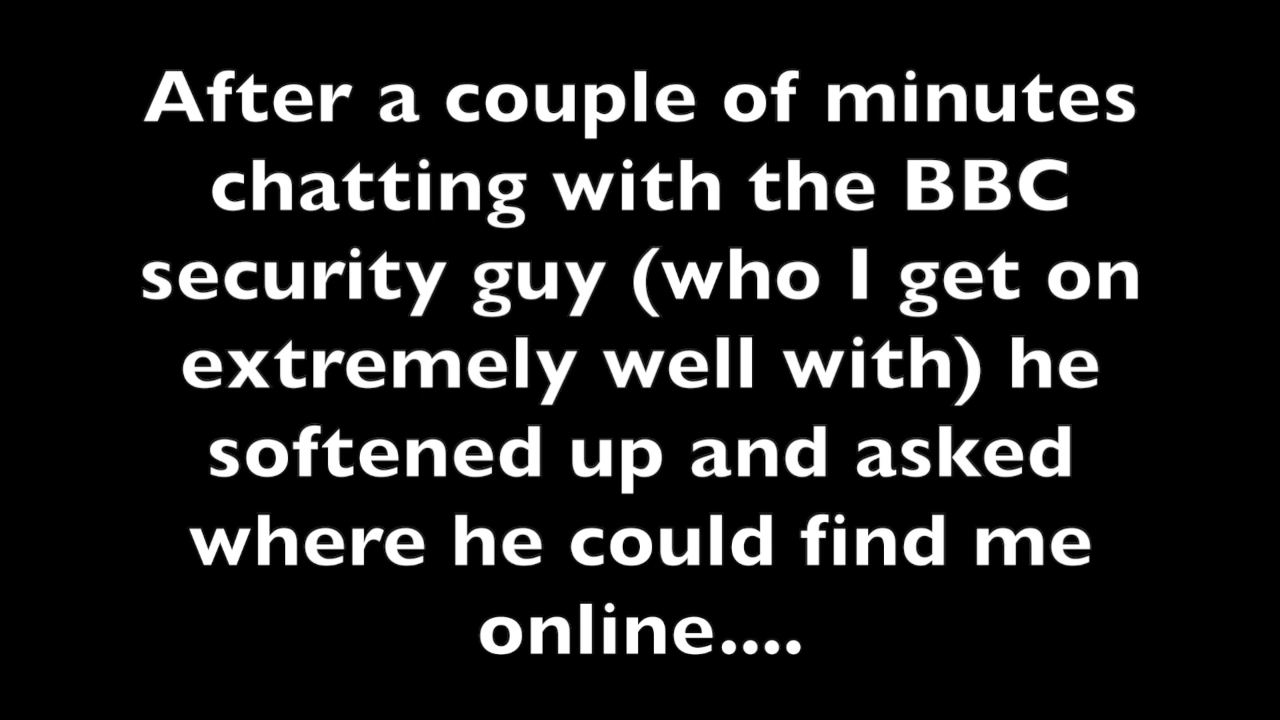 After a couple of minutes
chatting with the BBC
security guy (who I get on
extremely well with) he
softened up and asked
where he could find me
online....